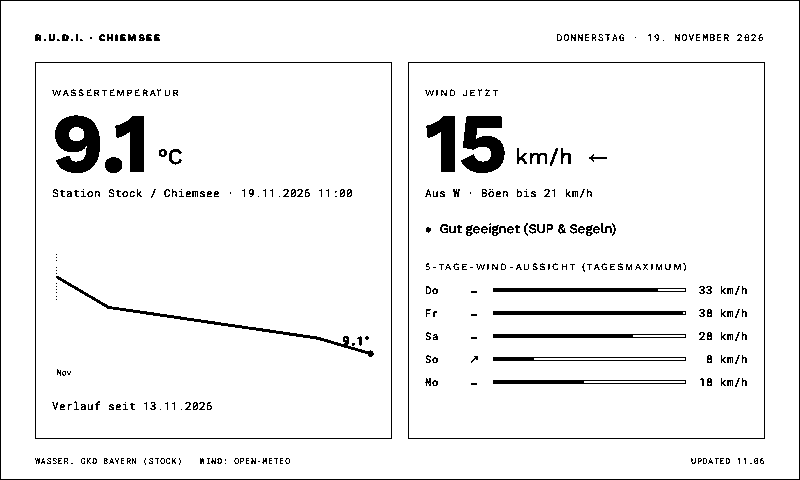 R.U.D.I. · CHIEMSEE
DONNERSTAG · 19. NOVEMBER 2026
WASSERTEMPERATUR
9.1 °C
Station Stock / Chiemsee · 19.11.2026 11:00
9.1°
Nov
Verlauf seit 13.11.2026
WIND JETZT
15 km/h ←
Aus W · Böen bis 21 km/h
• Gut geeignet (SUP & Segeln)
5-TAGE-WIND-AUSSICHT (TAGESMAXIMUM)
Do – 33 km/h
Fr – 38 km/h
Sa – 28 km/h
So ↗ 8 km/h
Mo – 18 km/h
WASSER: GKD BAYERN (STOCK) WIND: OPEN-METEO
UPDATED 11:06